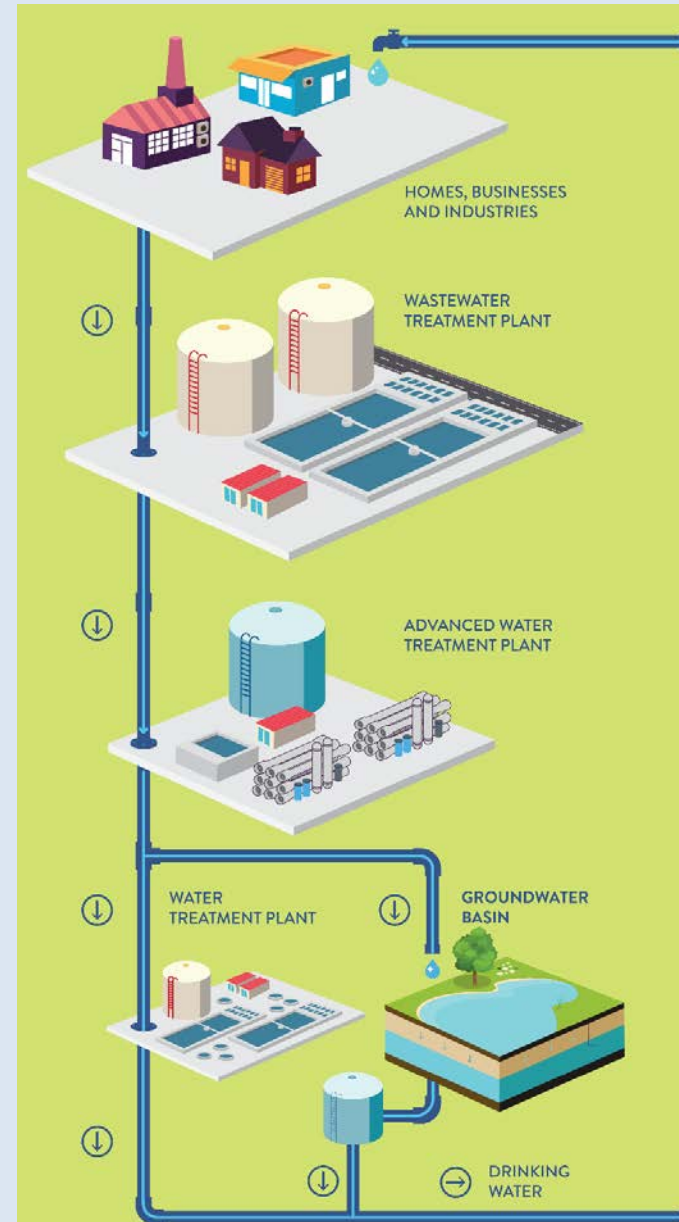 HOMES, BUSINESSES
AND INDUSTRIES
WASTEWATER
TREATMENT PLANT
ADVANCED WATER
TREATMENT PLANT
WATER
TREATMENT PLANT
GROUNDWATER
BASIN
DRINKING
WATER